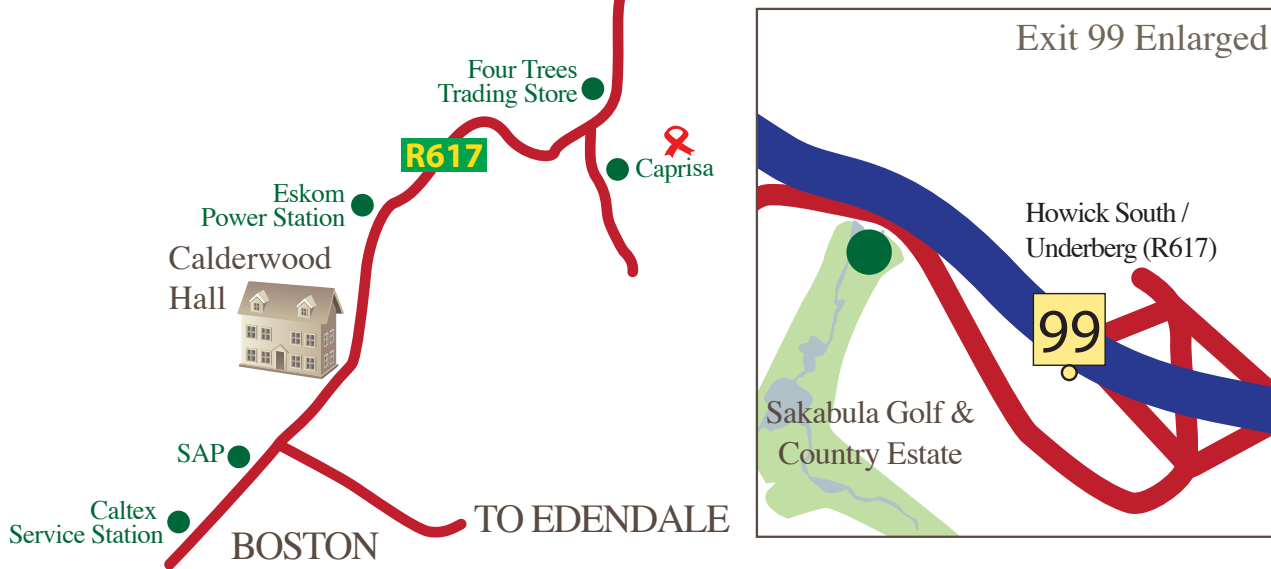 Four Trees
Trading Store
R617
Caprisa
Eskom
Power Station
Calderwood
Hall
SAP
Caltex
Service Station
BOSTON
TO EDENDALE
Exit 99 Enlarged
Howick South /
Underberg (R617)
99
Sakabula Golf &
Country Estate